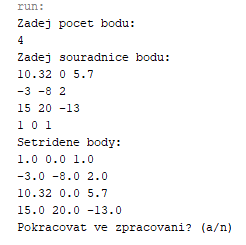 run:
Zadej pocet bodu:
4
Zadej souradnice bodu:
10.32 0 5.7
-3 -8 2
15 20 -13
1 0 1
Setridene body:
1.0 0.0 1.0
-3.0 -8.0 2.0
10.32 0.0 5.7
15.0 20.0 -13.0
Pokracovat ve zpracovani? (a/n)